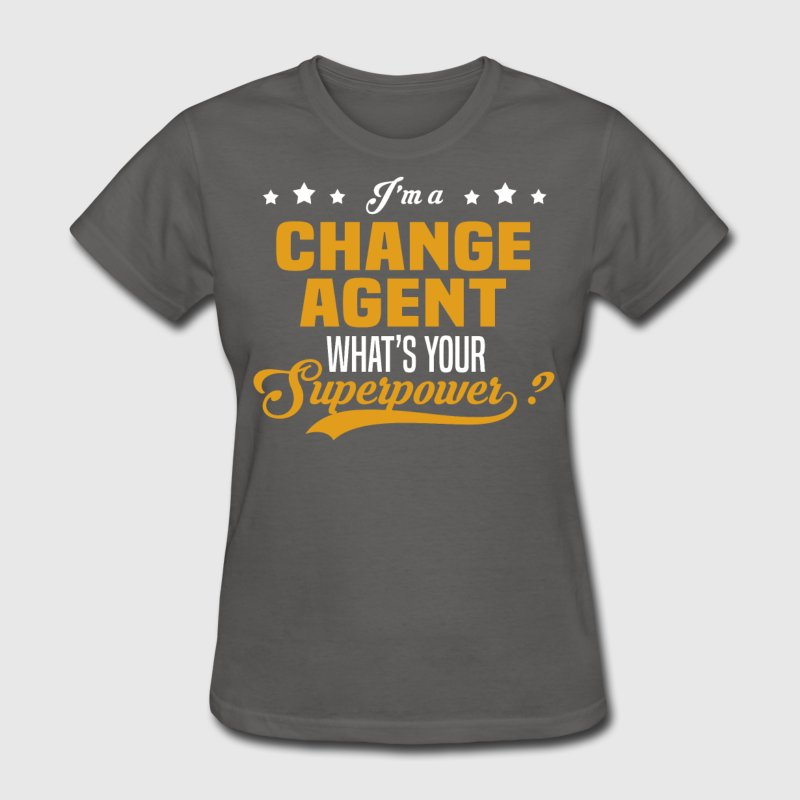 I'm a
CHANGE
AGENT
WHAT'S YOUR
Superpower?